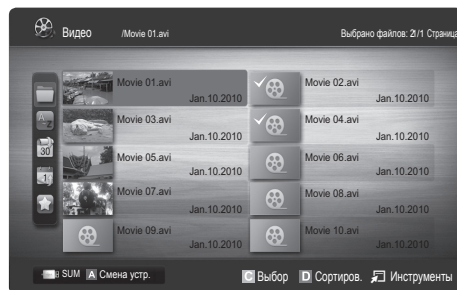 Видео /Movie 01.avi Выбрано файлов: 2 1/1 Страница
Movie 01.avi Movie 02.avi
Jan.10.2010 Jan.10.2010
Movie 03.avi Movie 04.avi
Jan.10.2010 Jan.10.2010
Movie 05.avi Movie 06.avi
Jan.10.2010 Jan.10.2010
Movie 07.avi Movie 08.avi
Jan.10.2010 Jan.10.2010
Movie 09.avi Movie 10.avi
Jan.10.2010 Jan.10.2010
SUM A Смена устр. C Выбор D Сортиров. Инструменты